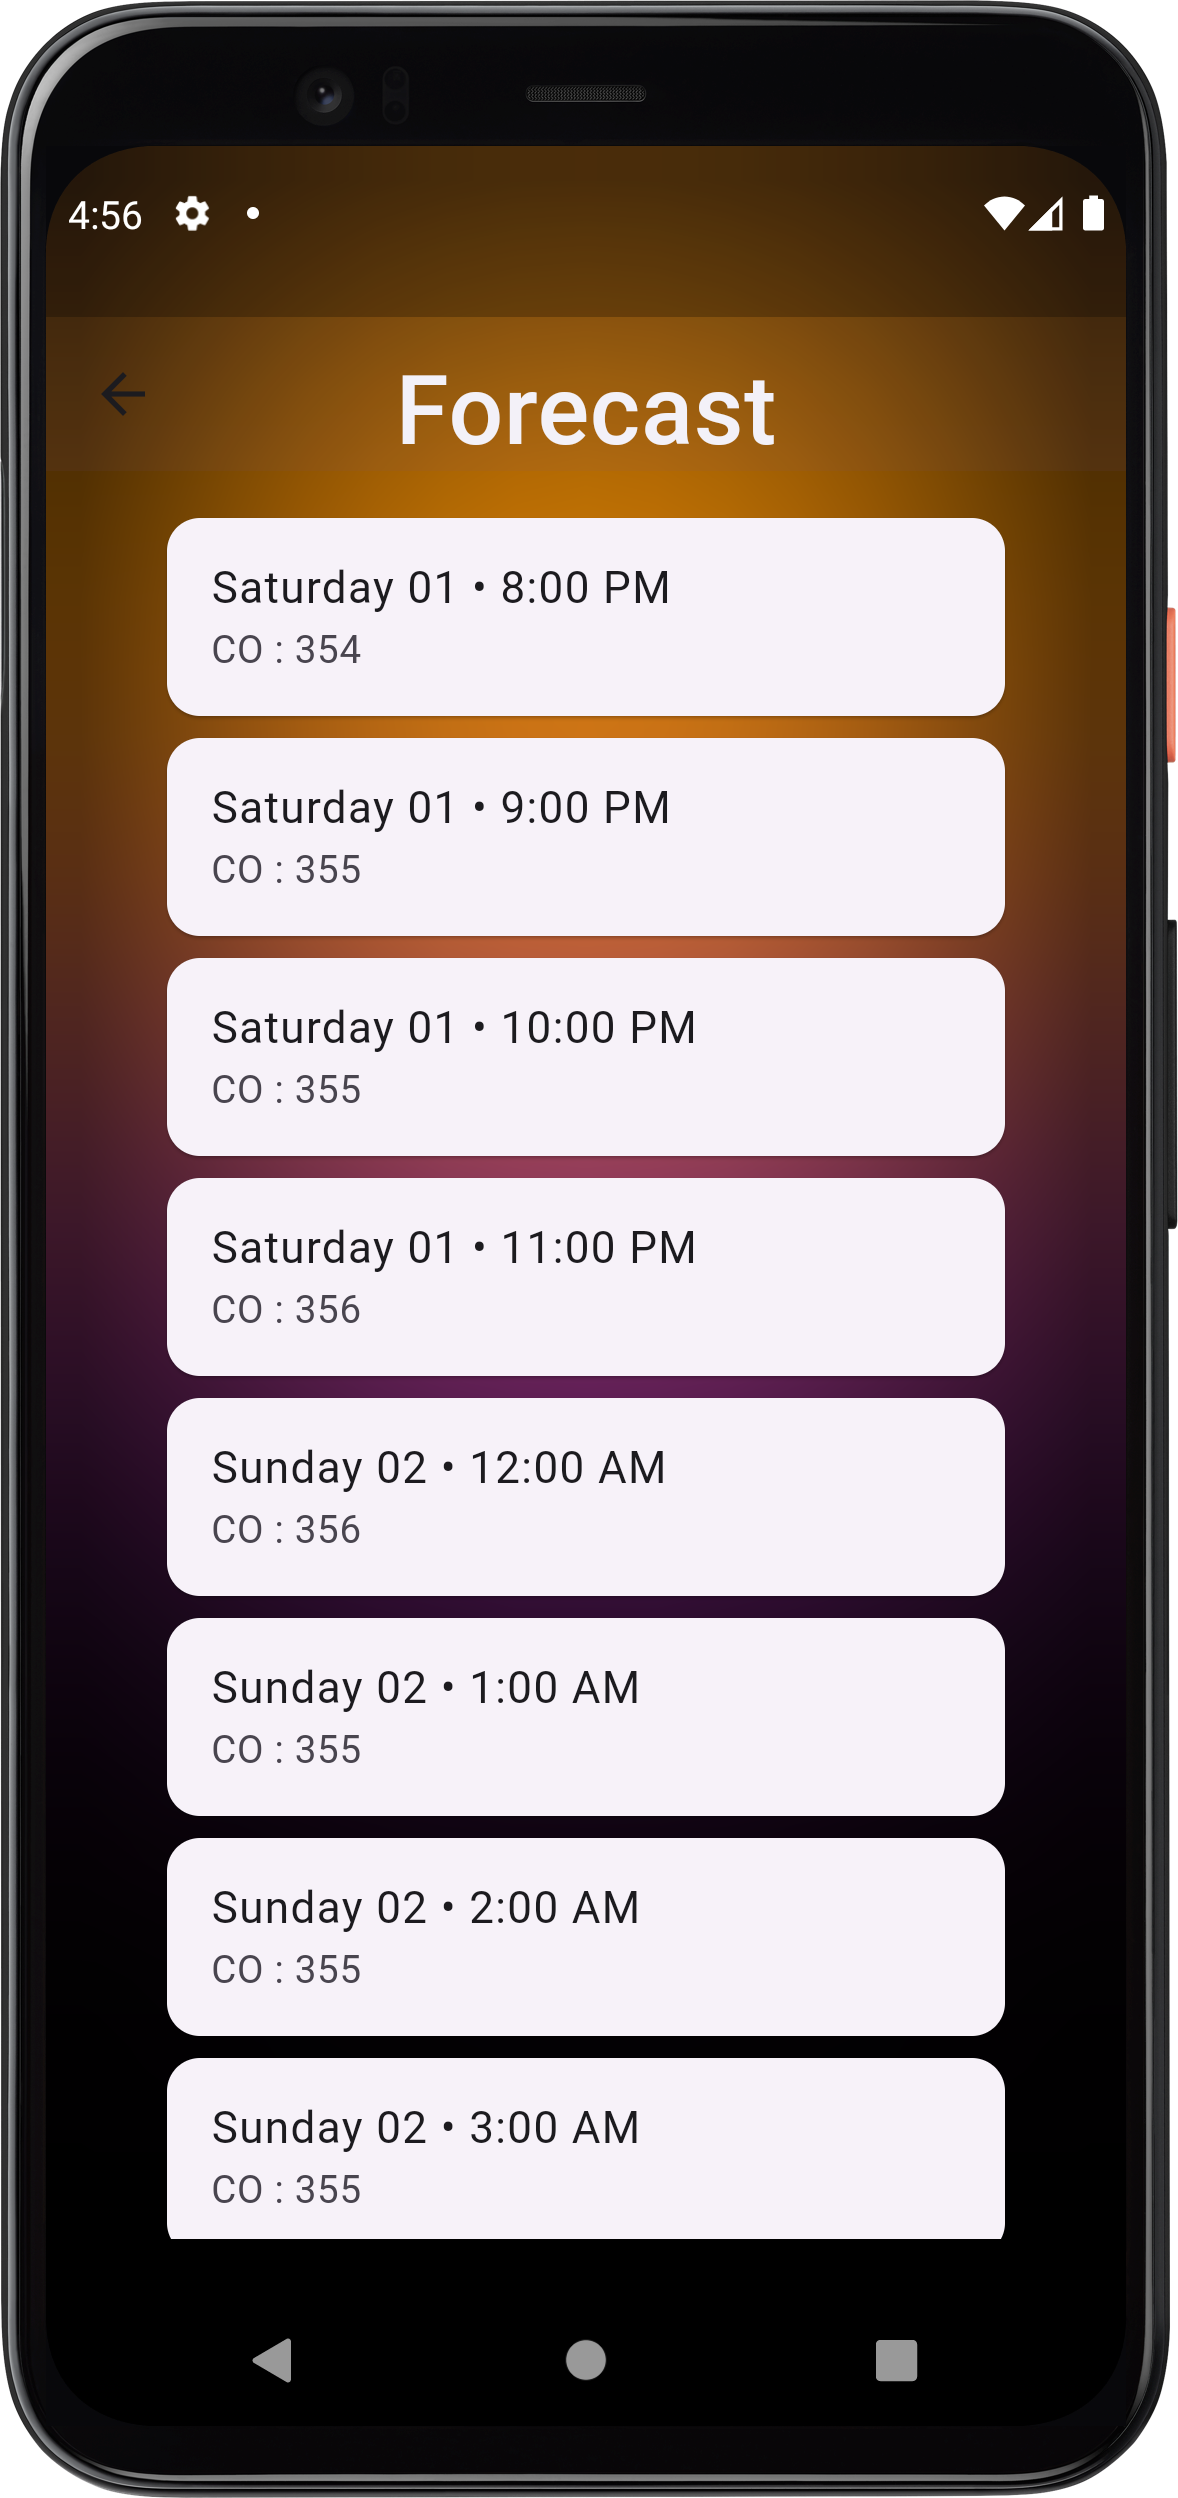 4:56
Forecast
Saturday 01 • 8:00 PM
CO : 354
Saturday 01 • 9:00 PM
CO : 355
Saturday 01 • 10:00 PM
CO : 355
Saturday 01 • 11:00 PM
CO : 356
Sunday 02 • 12:00 AM
CO : 356
Sunday 02 • 1:00 AM
CO : 355
Sunday 02 • 2:00 AM
CO : 355
Sunday 02 • 3:00 AM
CO : 355